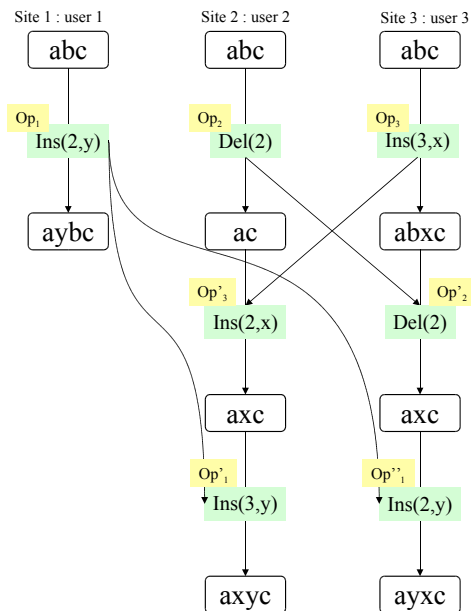 Site 1 : user 1 Site 2 : user 2 Site 3 : user 3
abc abc abc
Op₁ Op₂ Op₃
Ins(2,y) Del(2) Ins(3,x)
aybc ac abxc
Op'₃ Op'₂
Ins(2,x) Del(2)
axc axc
Op'₁ Op''₁
Ins(3,y) Ins(2,y)
axyc ayxc